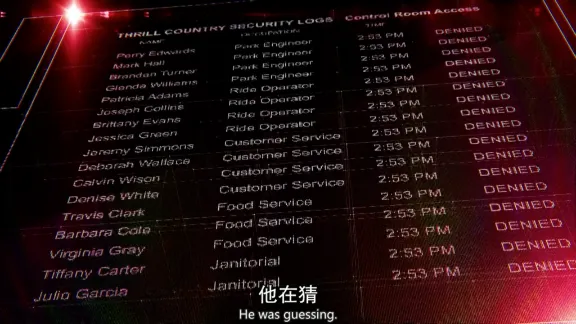 THRILL COUNTRY SECURITY LOGS Control Room Access
NAME OCCUPATION TIME
Perry Edwards Park Engineer 2:53 PM DENIED
Mark Hall Park Engineer 2:53 PM DENIED
Brandan Turner Park Engineer 2:53 PM DENIED
Glenda Williams Park Engineer 2:53 PM DENIED
Patricia Adams Ride Operator 2:53 PM DENIED
Joseph Collins Ride Operator 2:53 PM DENIED
Brittany Evans Ride Operator 2:53 PM DENIED
Jessica Green Ride Operator 2:53 PM DENIED
Jeremy Simmons Customer Service 2:53 PM DENIED
Deborah Wallace Customer Service 2:53 PM DENIED
Calvin Wison Customer Service 2:53 PM DENIED
Denise White Customer Service 2:53 PM DENIED
Travis Clark Food Service 2:53 PM DENIED
Barbara Cole Food Service 2:53 PM DENIED
Virginia Gray Food Service 2:53 PM DENIED
Tiffany Carter Janitorial 2:53 PM DENIED
Julio Garcia Janitorial 2:53 PM DENIED
他在猜
He was guessing.